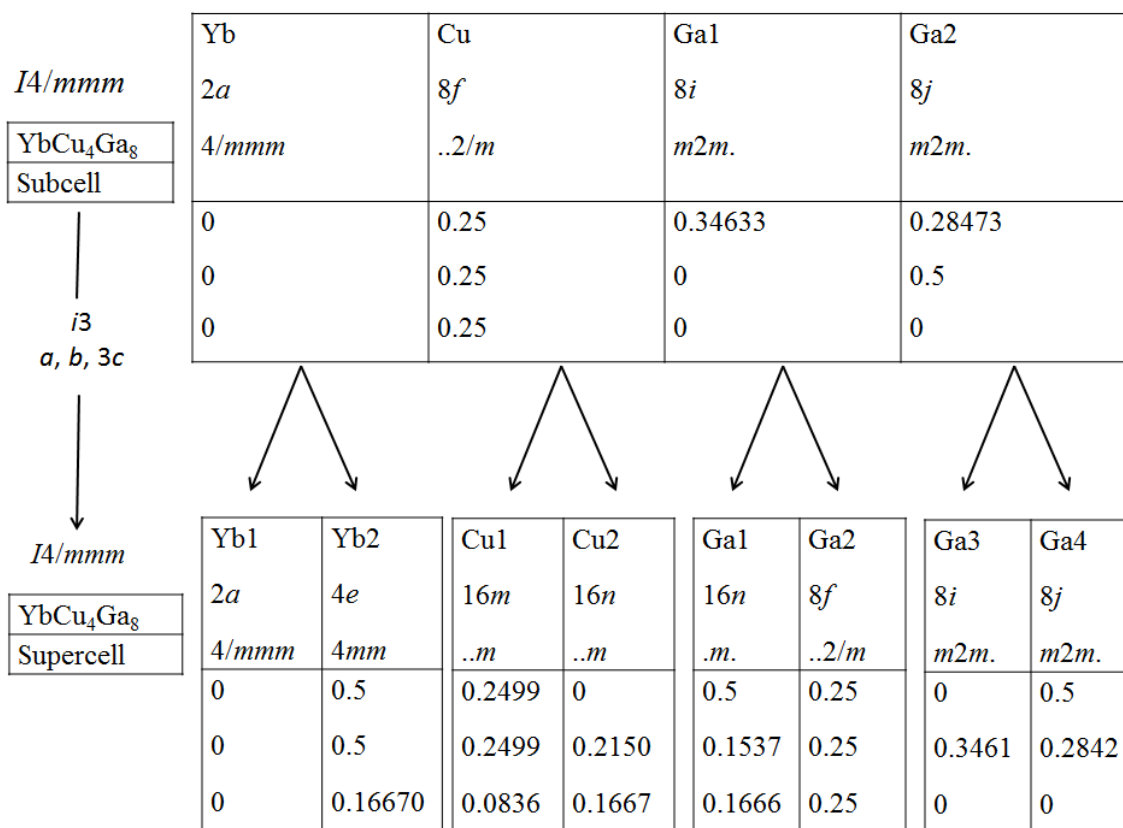 I4/mmm
YbCu4Ga8
Subcell
Yb Cu Ga1 Ga2
2a 8f 8i 8j
4/mmm ..2/m m2m. m2m.
0 0.25 0.34633 0.28473
0 0.25 0 0.5
0 0.25 0 0
i3
a, b, 3c
I4/mmm
YbCu4Ga8
Supercell
Yb1 Yb2 Cu1 Cu2 Ga1 Ga2 Ga3 Ga4
2a 4e 16m 16n 16n 8f 8i 8j
4/mmm 4mm ..m ..m .m. ..2/m m2m. m2m.
0 0.5 0.2499 0 0.5 0.25 0 0.5
0 0.5 0.2499 0.2150 0.1537 0.25 0.3461 0.2842
0 0.16670 0.0836 0.1667 0.1666 0.25 0 0